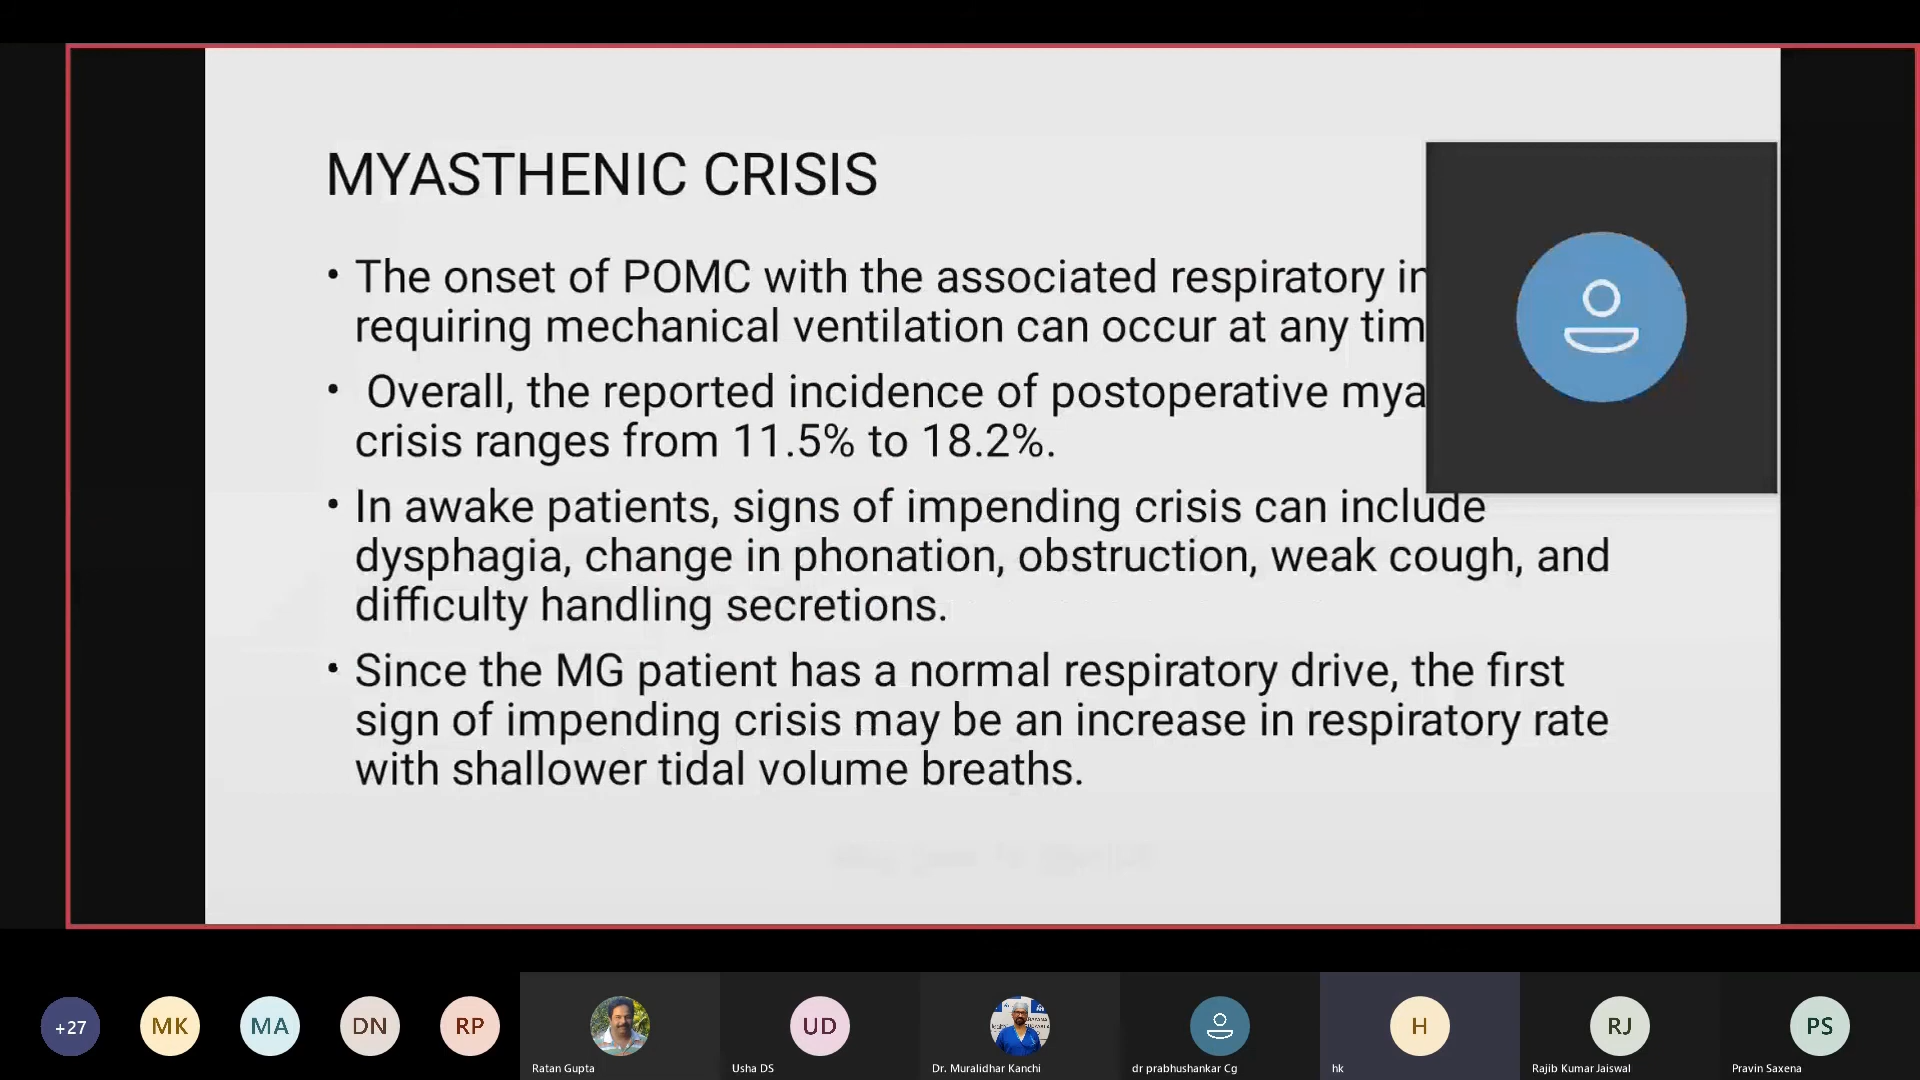 MYASTHENIC CRISIS
• The onset of POMC with the associated respiratory
requiring mechanical ventilation can occur at any
• Overall, the reported incidence of postoperative
crisis ranges from 11.5% to 18.2%.
• In awake patients, signs of impending crisis can include
dysphagia, change in phonation, obstruction, weak cough, and
difficulty handling secretions.
• Since the MG patient has a normal respiratory drive, the first
sign of impending crisis may be an increase in respiratory rate
with shallower tidal volume breaths.
+27
MK
MA
DN
RP
Ratan Gupta
UD
Usha DS
Dr. Muralidhar Kanchi
dr prabhushankar Cg
H
hk
RJ
Rajib Kumar Jaiswal
PS
Pravin Saxena